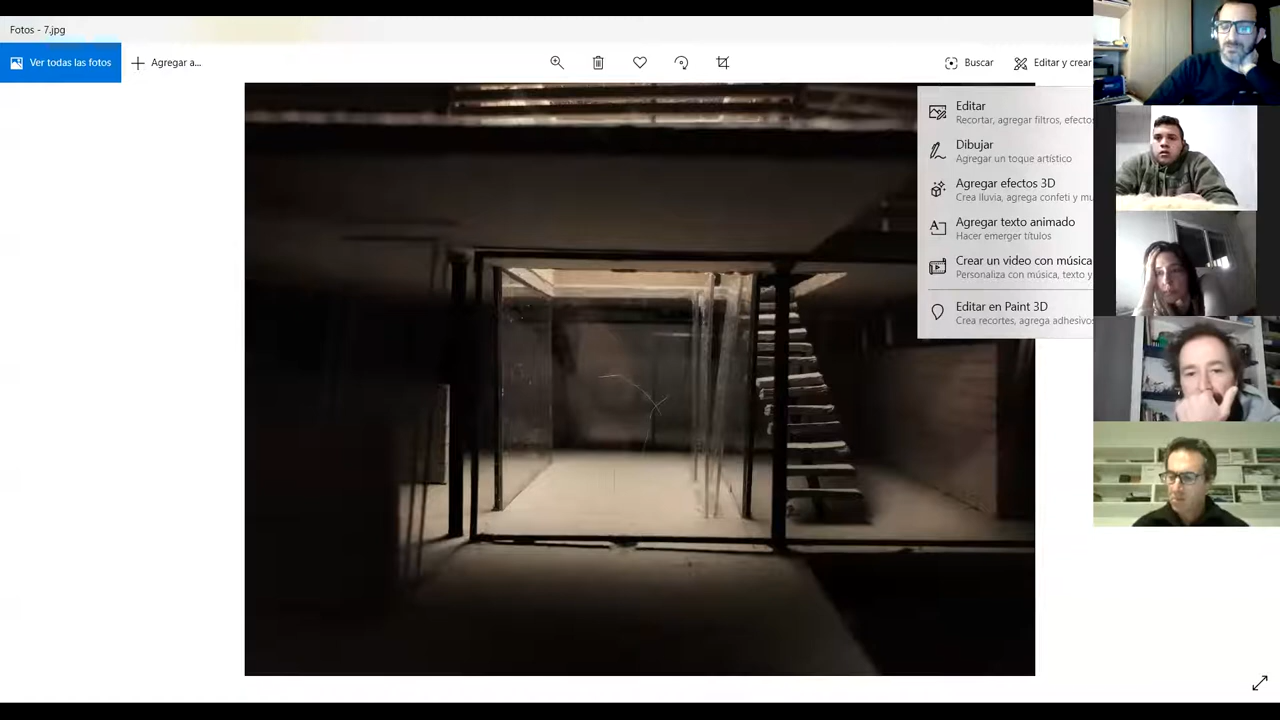 Fotos - 7.jpg
Ver todas las fotos
Agregar a...
Buscar
Editar y crear
Editar
Recortar, agregar filtros, efectos
Dibujar
Agregar un toque artístico
Agregar efectos 3D
Crea lluvia, agrega confeti y mu
Agregar texto animado
Hacer emerger títulos
Crear un video con música
Personaliza con música, texto y
Editar en Paint 3D
Crea recortes, agrega adhesivos